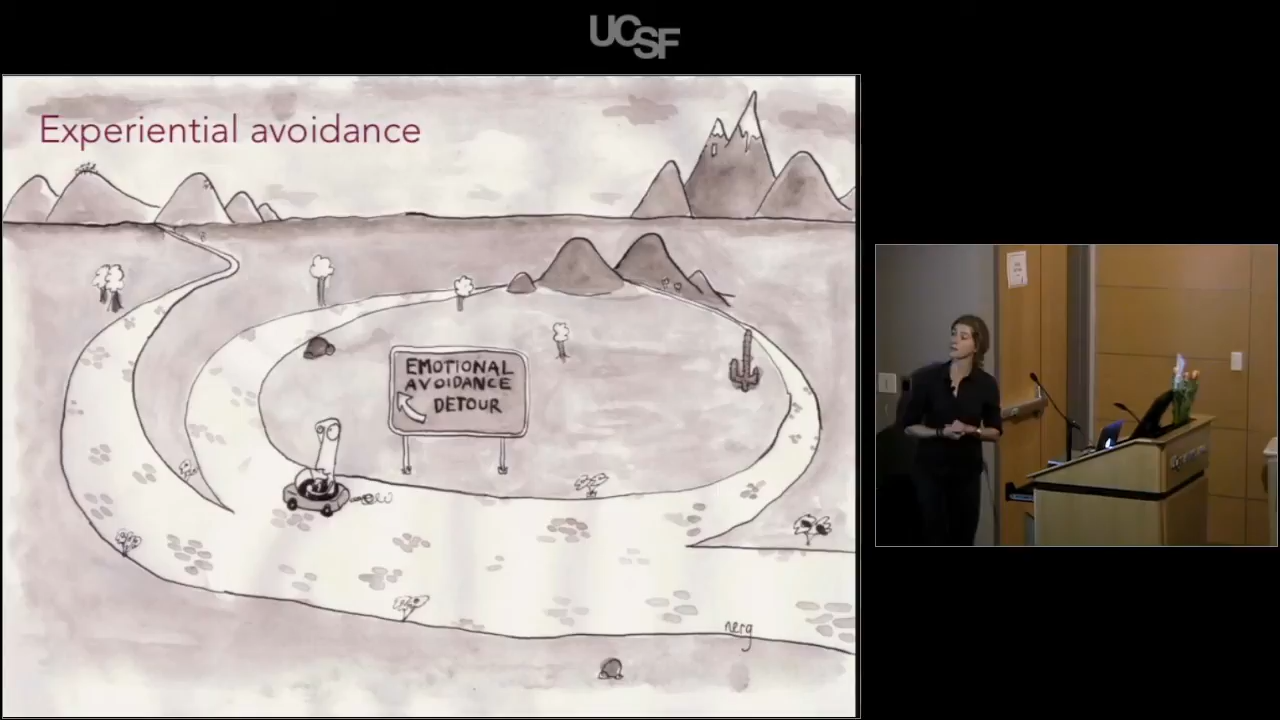 UCSF
Experiential avoidance
EMOTIONAL
AVOIDANCE
DETOUR
nerg